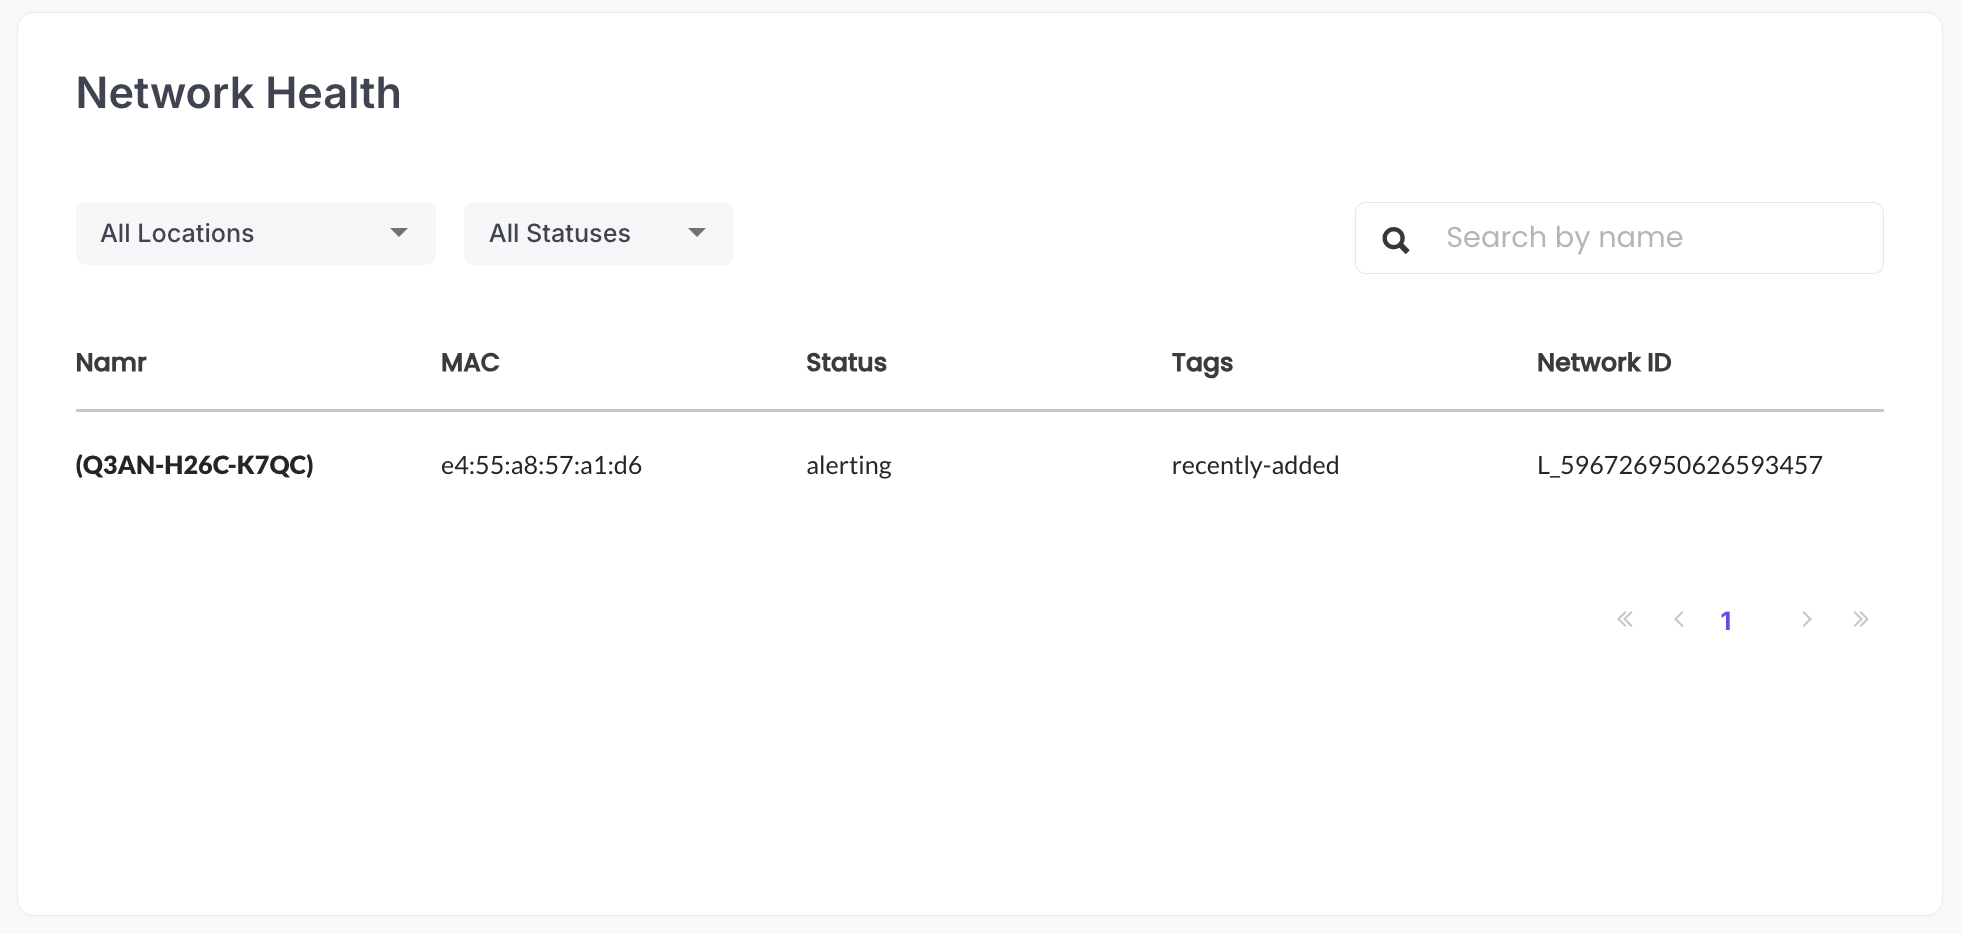 Network Health
All Locations All Statuses Search by name
Namr MAC Status Tags Network ID
(Q3AN-H26C-K7QC) e4:55:a8:57:a1:d6 alerting recently-added L_596726950626593457
« ‹ 1 › »